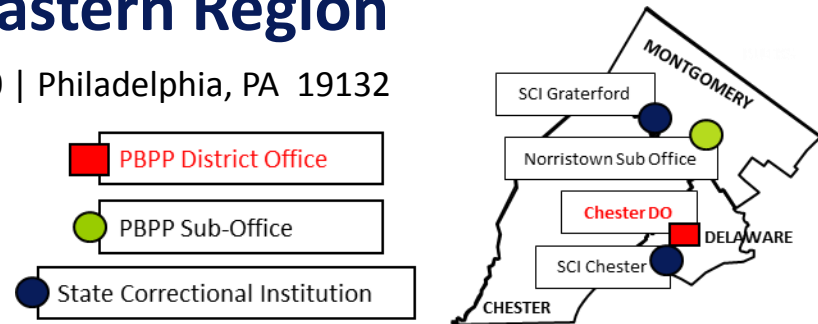 astern Region
| Philadelphia, PA 19132
PBPP District Office
PBPP Sub-Office
State Correctional Institution
MONTGOMERY
SCI Graterford
Norristown Sub Office
Chester DO
DELAWARE
SCI Chester
CHESTER